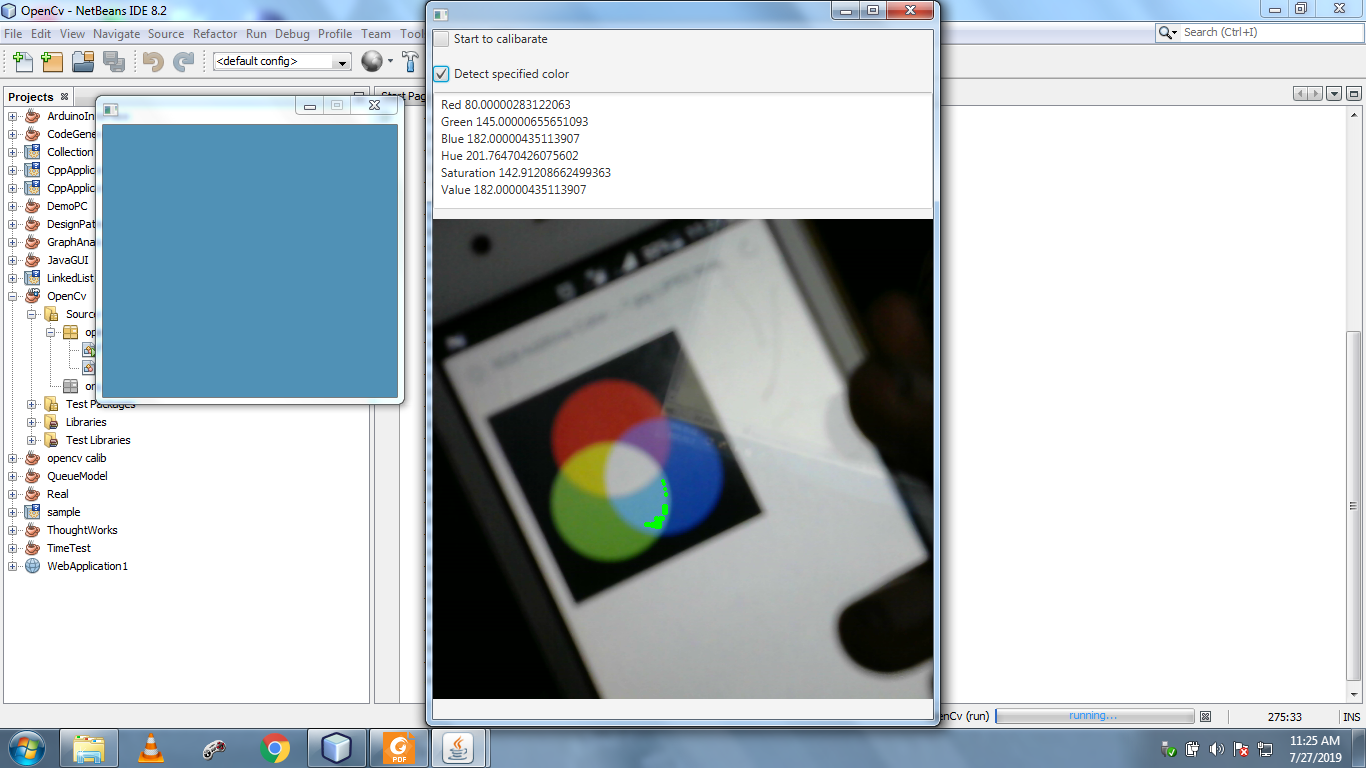 OpenCv - NetBeans IDE 8.2
File Edit View Navigate Source Refactor Run Debug Profile Team Tool
Search (Ctrl+I)
<default config>
Projects
Start Pag
ArduinoIn
CodeGene
Collection
CppApplic
CppApplic
DemoPC
DesignPat
GraphAna
JavaGUI
LinkedList
OpenCv
Source
op
or
Test Packages
Libraries
Test Libraries
opencv calib
QueueModel
Real
sample
ThoughtWorks
TimeTest
WebApplication1
Start to calibarate
Detect specified color
Red 80.00000283122063
Green 145.00000655651093
Blue 182.00000435113907
Hue 201.76470426075602
Saturation 142.91208662499363
Value 182.00000435113907
enCv (run)
running...
275:33
INS
PDF
11:25 AM
7/27/2019